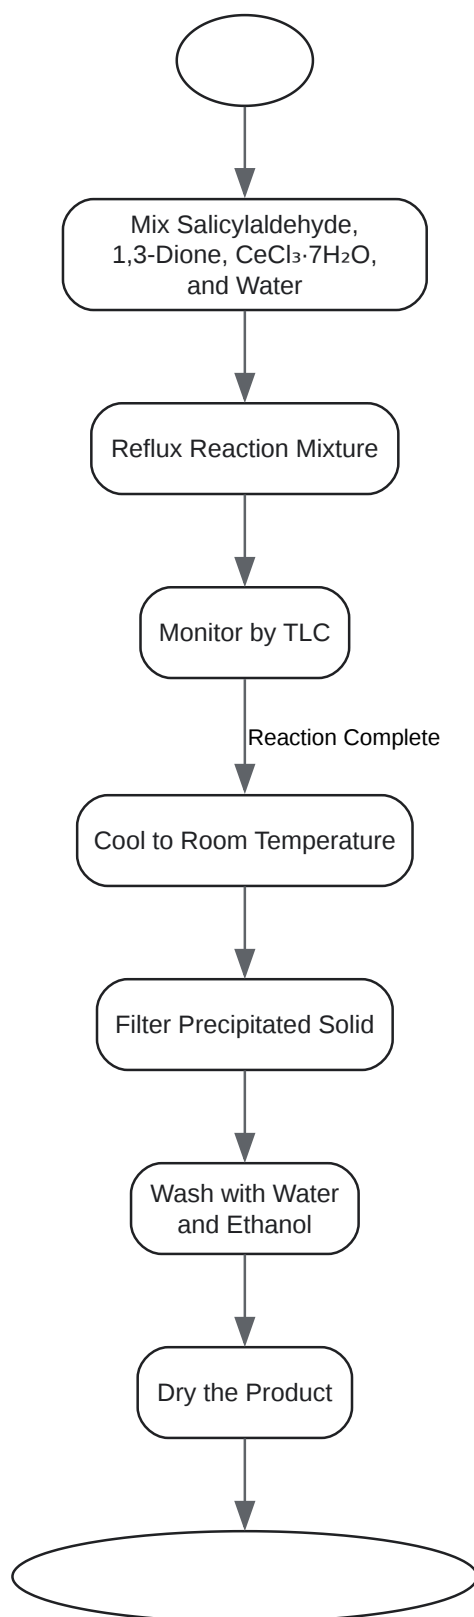 Mix Salicylaldehyde,
1,3-Dione, CeCl₃·7H₂O,
and Water
Reflux Reaction Mixture
Monitor by TLC
Reaction Complete
Cool to Room Temperature
Filter Precipitated Solid
Wash with Water
and Ethanol
Dry the Product